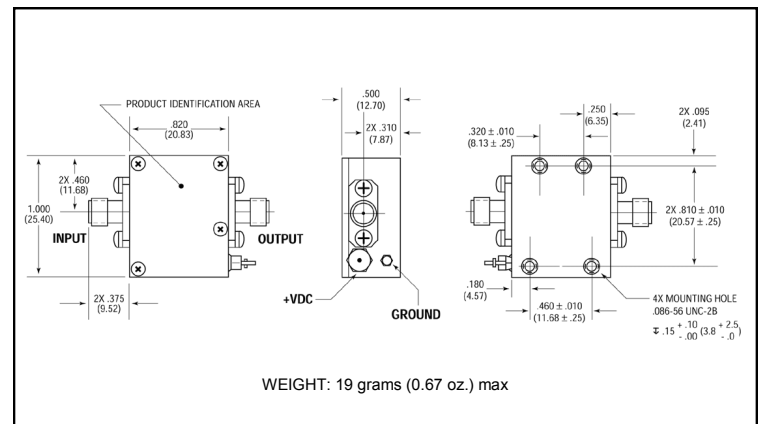 PRODUCT IDENTIFICATION AREA
.820
(20.83)
2X .460
(11.68)
1.000
(25.40)
INPUT
OUTPUT
2X .375
(9.52)
.500
(12.70)
2X .310
(7.87)
+VDC
GROUND
.250
(6.35)
.320 ± .010
(8.13 ± .25)
2X .095
(2.41)
2X .810 ± .010
(20.57 ± .25)
.180
(4.57)
.460 ± .010
(11.68 ± .25)
4X MOUNTING HOLE
.086-56 UNC-2B
↧ .15 + .10 - .00 (3.8 + 2.5 - .0)
WEIGHT: 19 grams (0.67 oz.) max